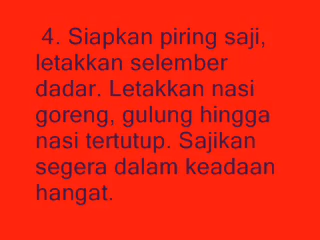 4. Siapkan piring saji,
letakkan selember
dadar. Letakkan nasi
goreng, gulung hingga
nasi tertutup. Sajikan
segera dalam keadaan
hangat.